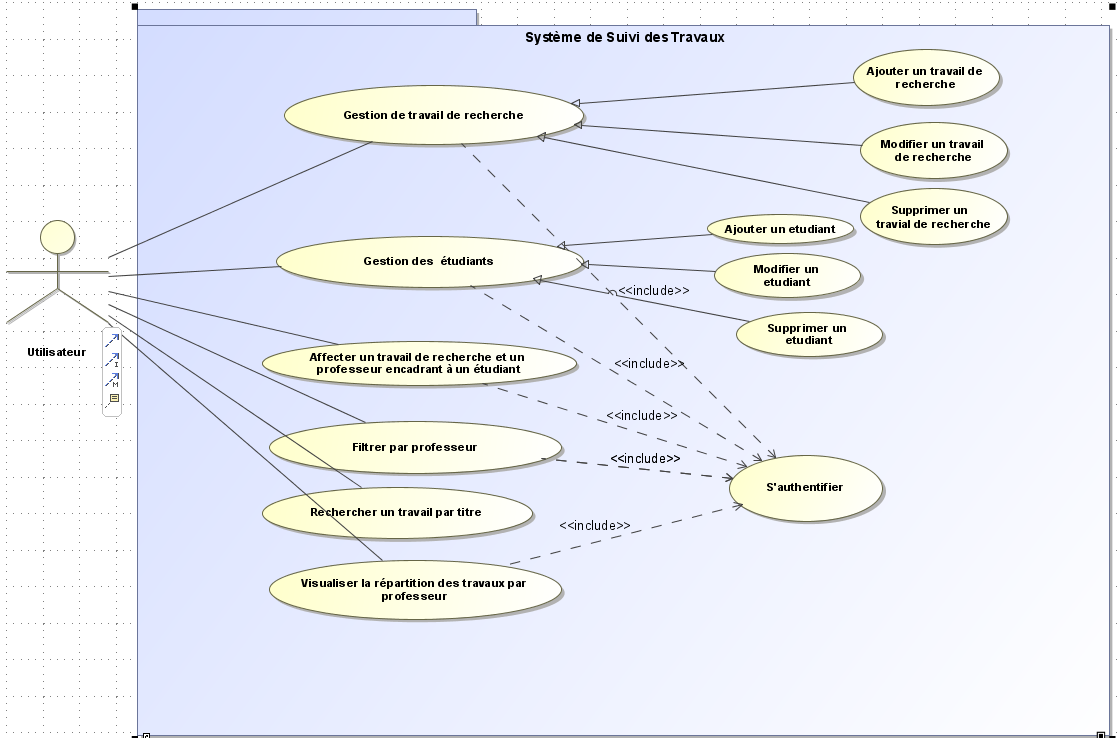 Système de Suivi des Travaux
Ajouter un travail de
recherche
Gestion de travail de recherche
Modifier un travail
de recherche
Supprimer un
travial de recherche
Ajouter un etudiant
Gestion des étudiants
Modifier un
etudiant
<<include>>
Supprimer un
etudiant
Utilisateur
Affecter un travail de recherche et un
professeur encadrant à un étudiant
<<include>>
<<include>>
Filtrer par professeur
<<include>>
S'authentifier
Rechercher un travail par titre
<<include>>
Visualiser la répartition des travaux par
professeur
I
M